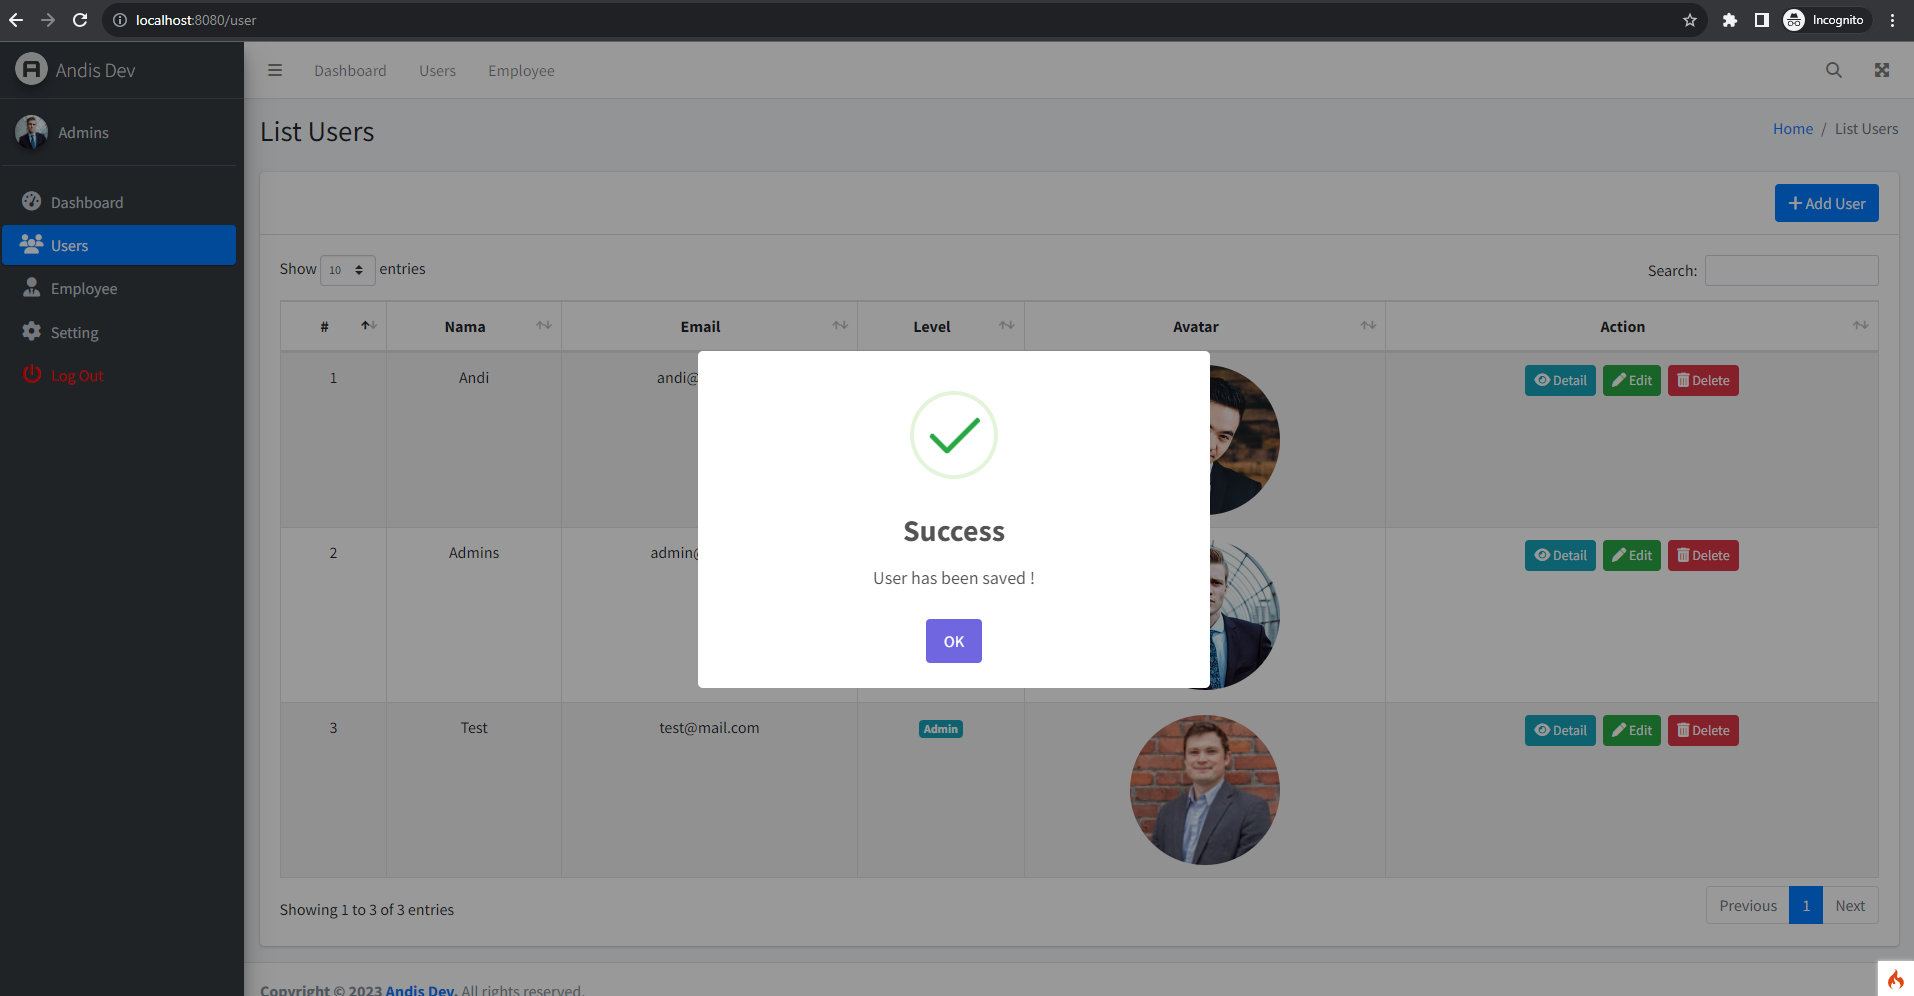 localhost:8080/user
Incognito
Andis Dev
Dashboard Users Employee
Admins
List Users
Home / List Users
Dashboard
Users
Employee
Setting
Log Out
Add User
Show 10 entries
Search:
# Nama Email Level Avatar Action
1 Andi andi@ Detail Edit Delete
Success
User has been saved !
OK
2 Admins admin@ Detail Edit Delete
3 Test test@mail.com Admin Detail Edit Delete
Showing 1 to 3 of 3 entries
Previous 1 Next
Copyright © 2023 Andis Dev. All rights reserved.